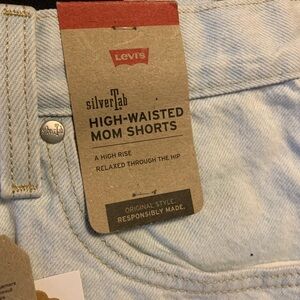 Levi's
silverTab
HIGH-WAISTED
MOM SHORTS
A HIGH RISE
RELAXED THROUGH THE HIP
ORIGINAL STYLE.
RESPONSIBLY MADE.